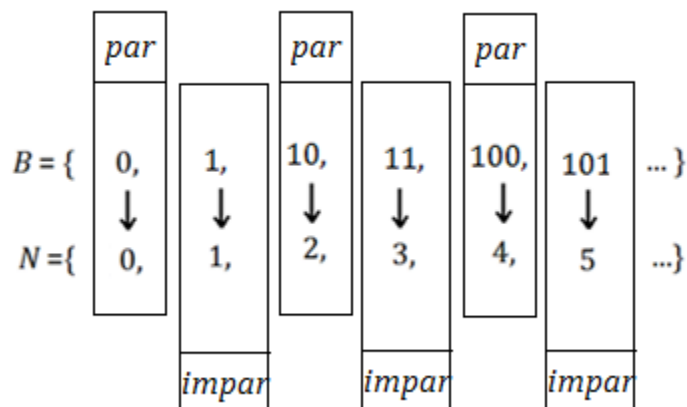 par par par
B = { 0, 1, 10, 11, 100, 101 ... }
N ={ 0, 1, 2, 3, 4, 5 ...}
impar impar impar